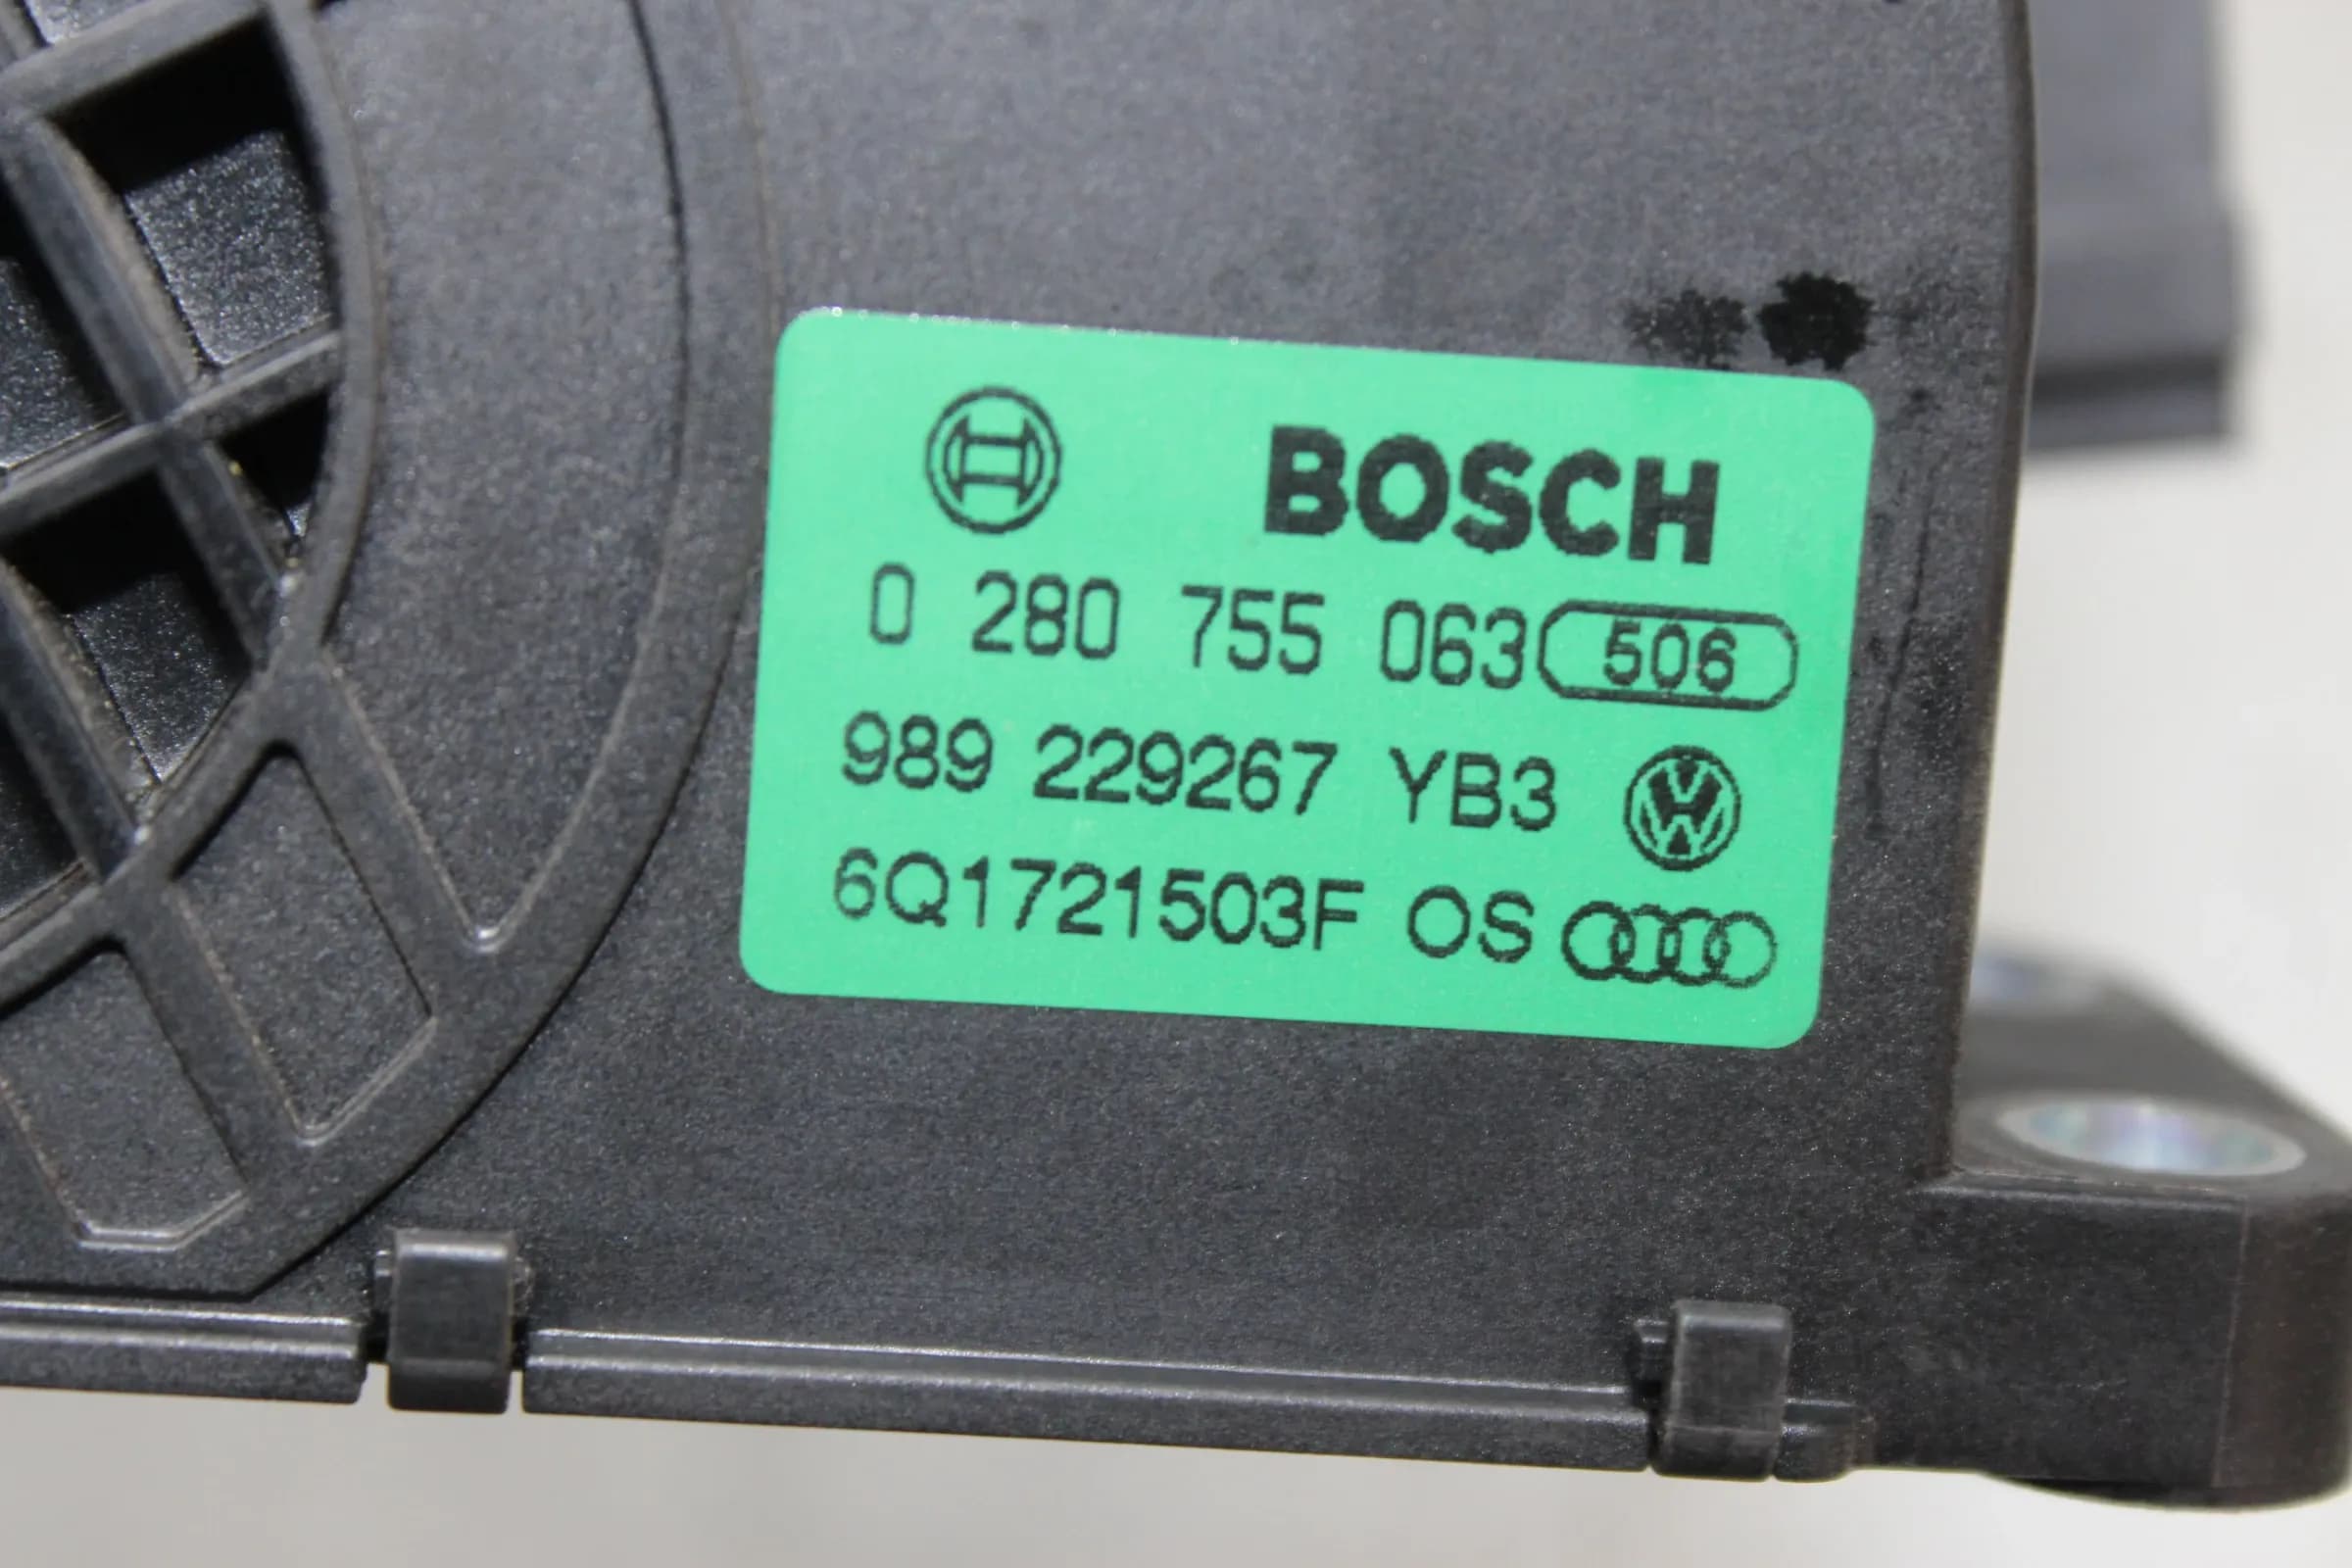 BOSCH
0 280 755 063 506
989 229267 YB3
6Q1721503F OS